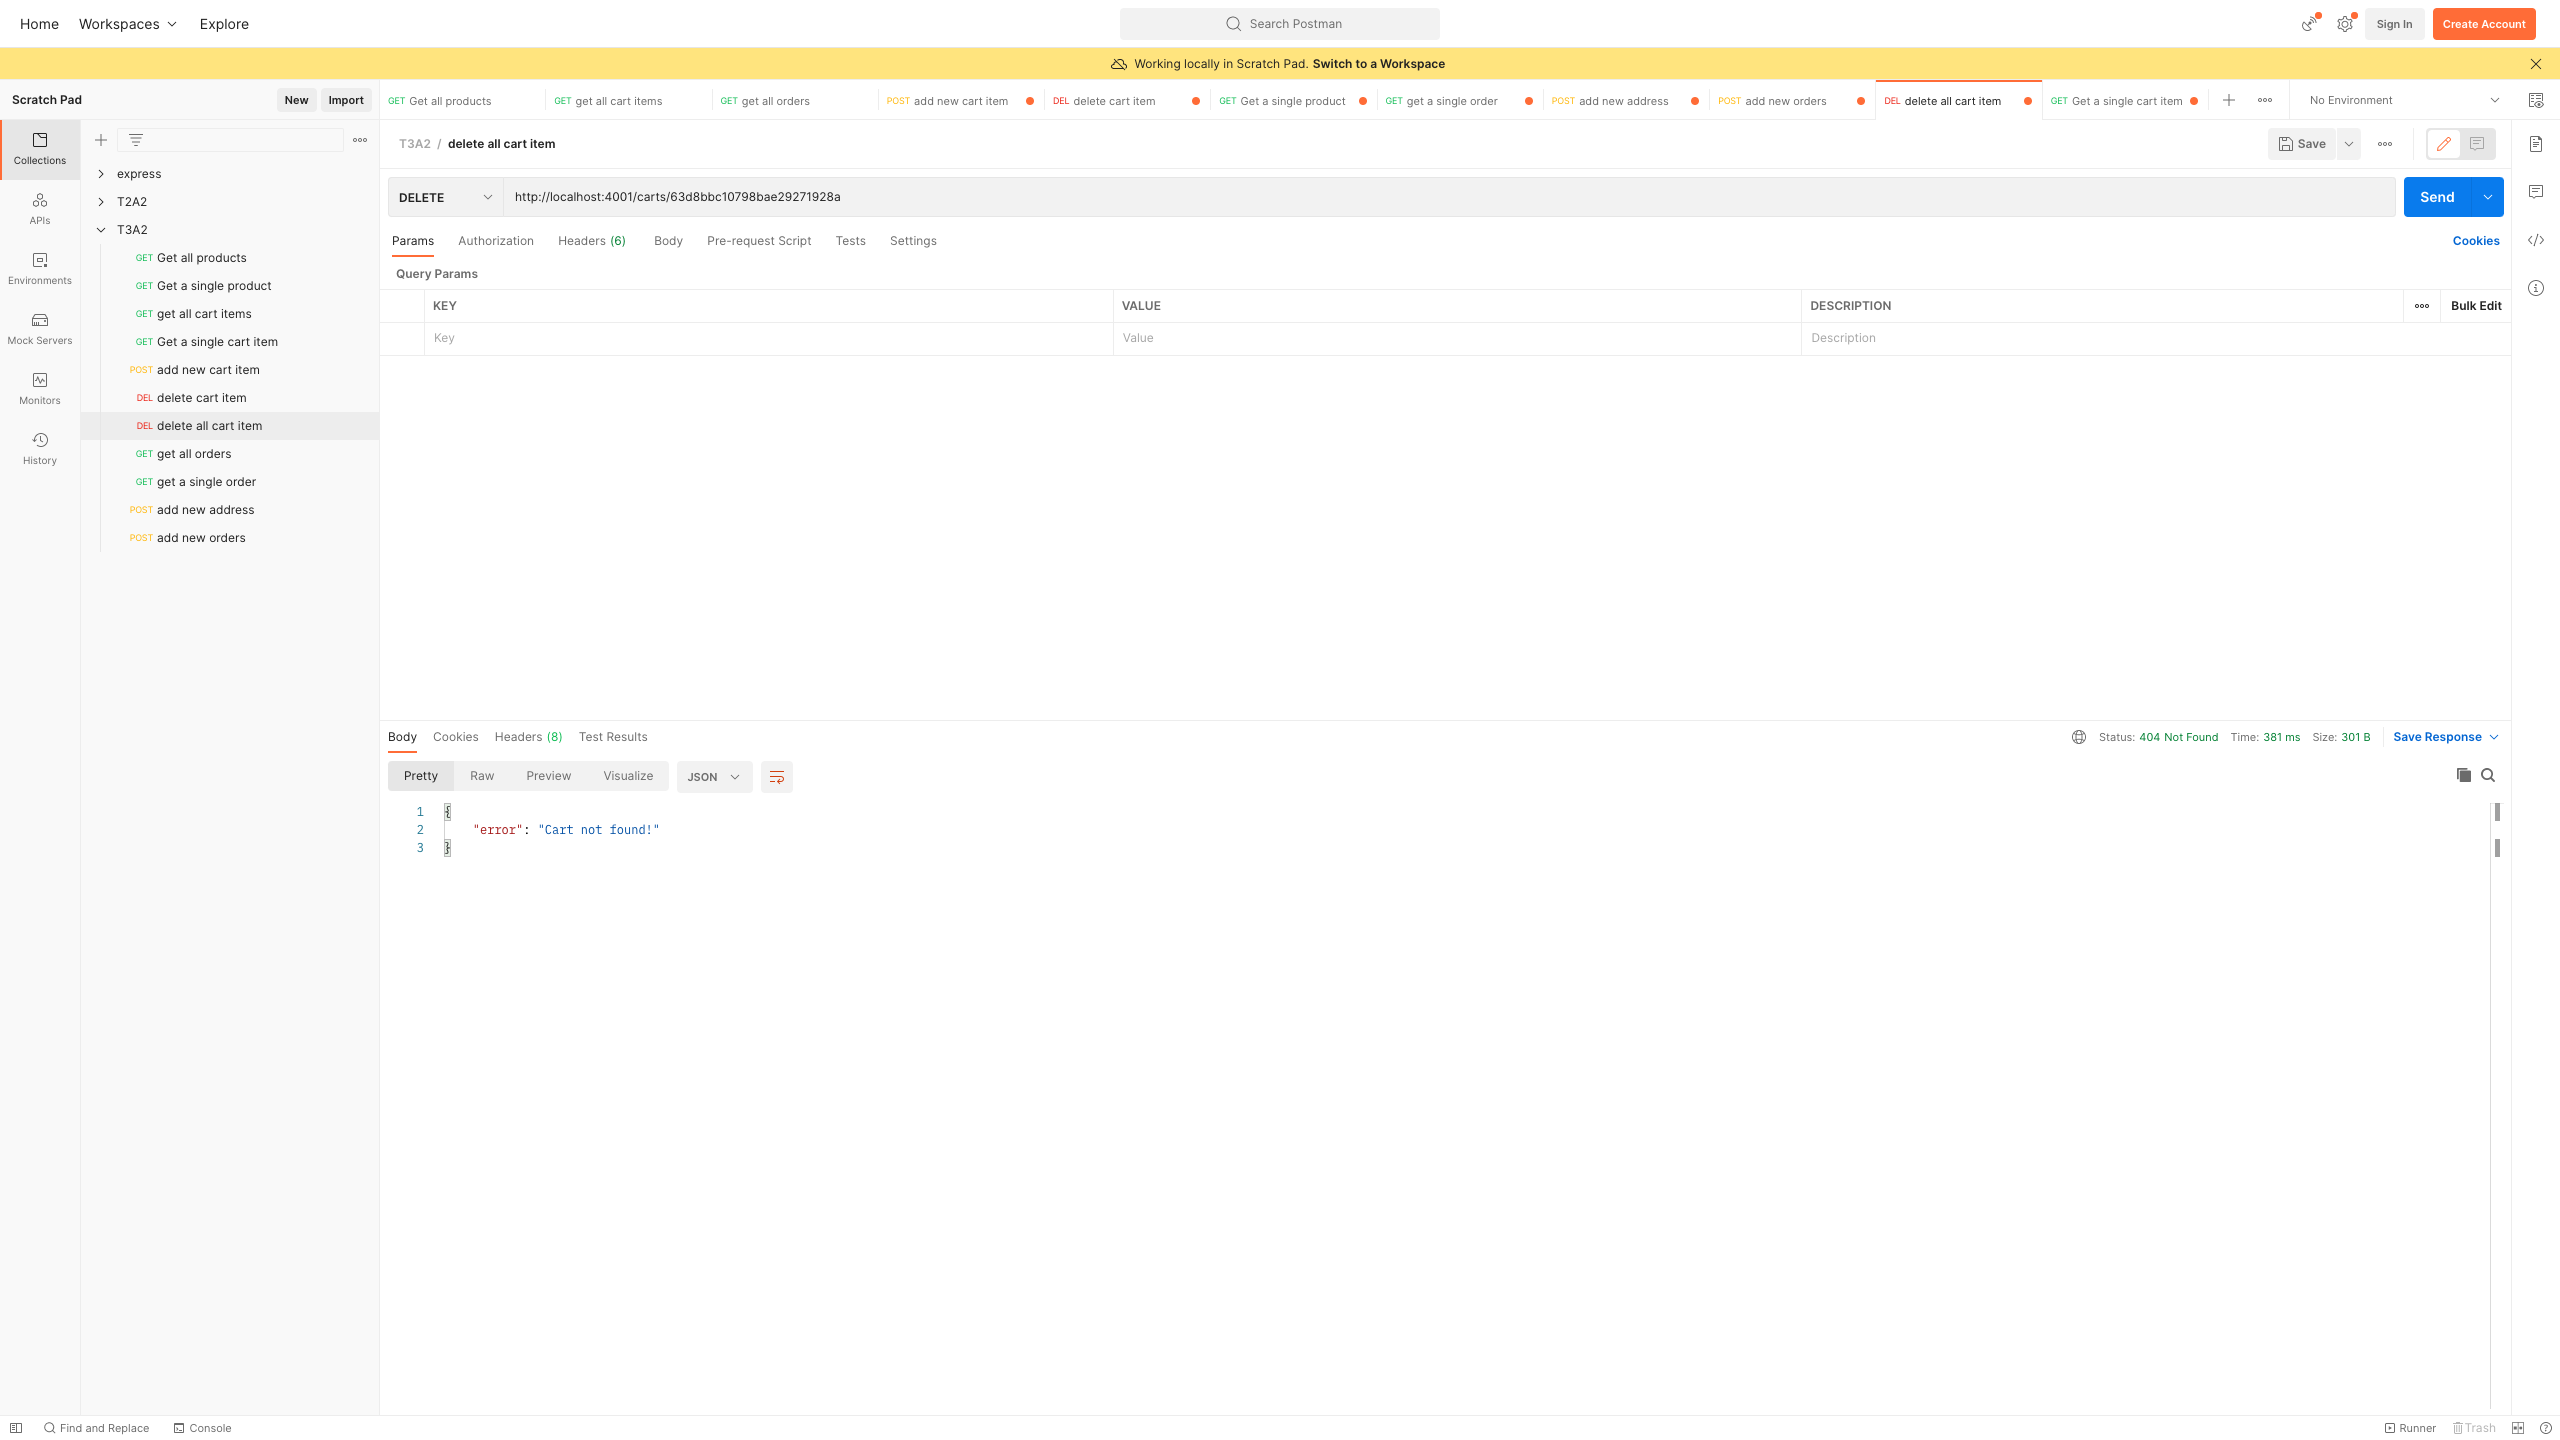 Home Workspaces Explore Search Postman Sign In Create Account
Working locally in Scratch Pad. Switch to a Workspace
Scratch Pad New Import
GET Get all products GET get all cart items GET get all orders POST add new cart item DEL delete cart item GET Get a single product GET get a single order POST add new address POST add new orders DEL delete all cart item GET Get a single cart item No Environment
Collections
APIs
Environments
Mock Servers
Monitors
History
express
T2A2
T3A2
GET Get all products
GET Get a single product
GET get all cart items
GET Get a single cart item
POST add new cart item
DEL delete cart item
DEL delete all cart item
GET get all orders
GET get a single order
POST add new address
POST add new orders
T3A2 / delete all cart item Save
DELETE http://localhost:4001/carts/63d8bbc10798bae29271928a Send
Params Authorization Headers (6) Body Pre-request Script Tests Settings Cookies
Query Params
KEY VALUE DESCRIPTION Bulk Edit
Key Value Description
Body Cookies Headers (8) Test Results Status: 404 Not Found Time: 381 ms Size: 301 B Save Response
Pretty Raw Preview Visualize JSON
1 {
2 "error": "Cart not found!"
3 }
Find and Replace Console Runner Trash